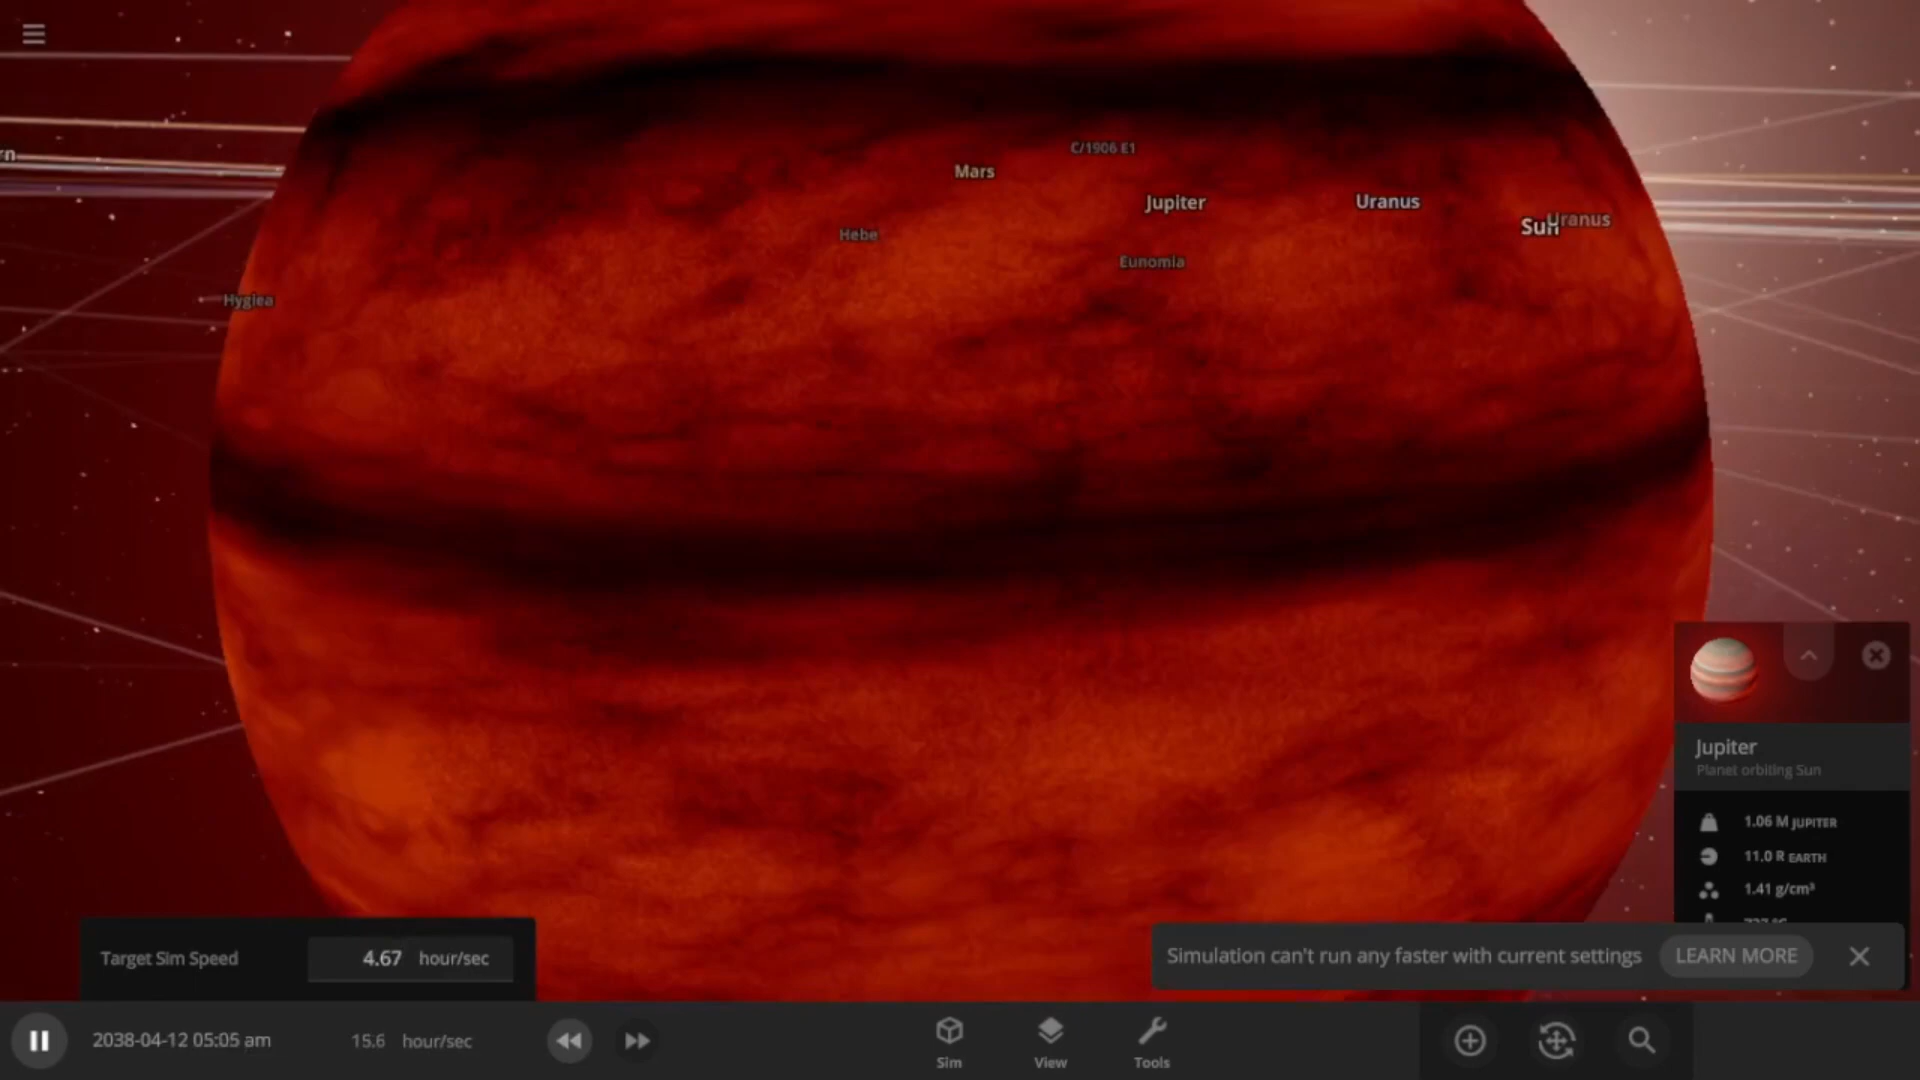 rn
C/1906 E1
Mars
Jupiter
Uranus
Sun
Uranus
Hebe
Eunomia
Hygiea
Jupiter
Planet orbiting Sun
1.06 M JUPITER
11.0 R EARTH
1.41 g/cm³
Target Sim Speed 4.67 hour/sec
Simulation can't run any faster with current settings LEARN MORE
2038-04-12 05:05 am 15.6 hour/sec
Sim View Tools